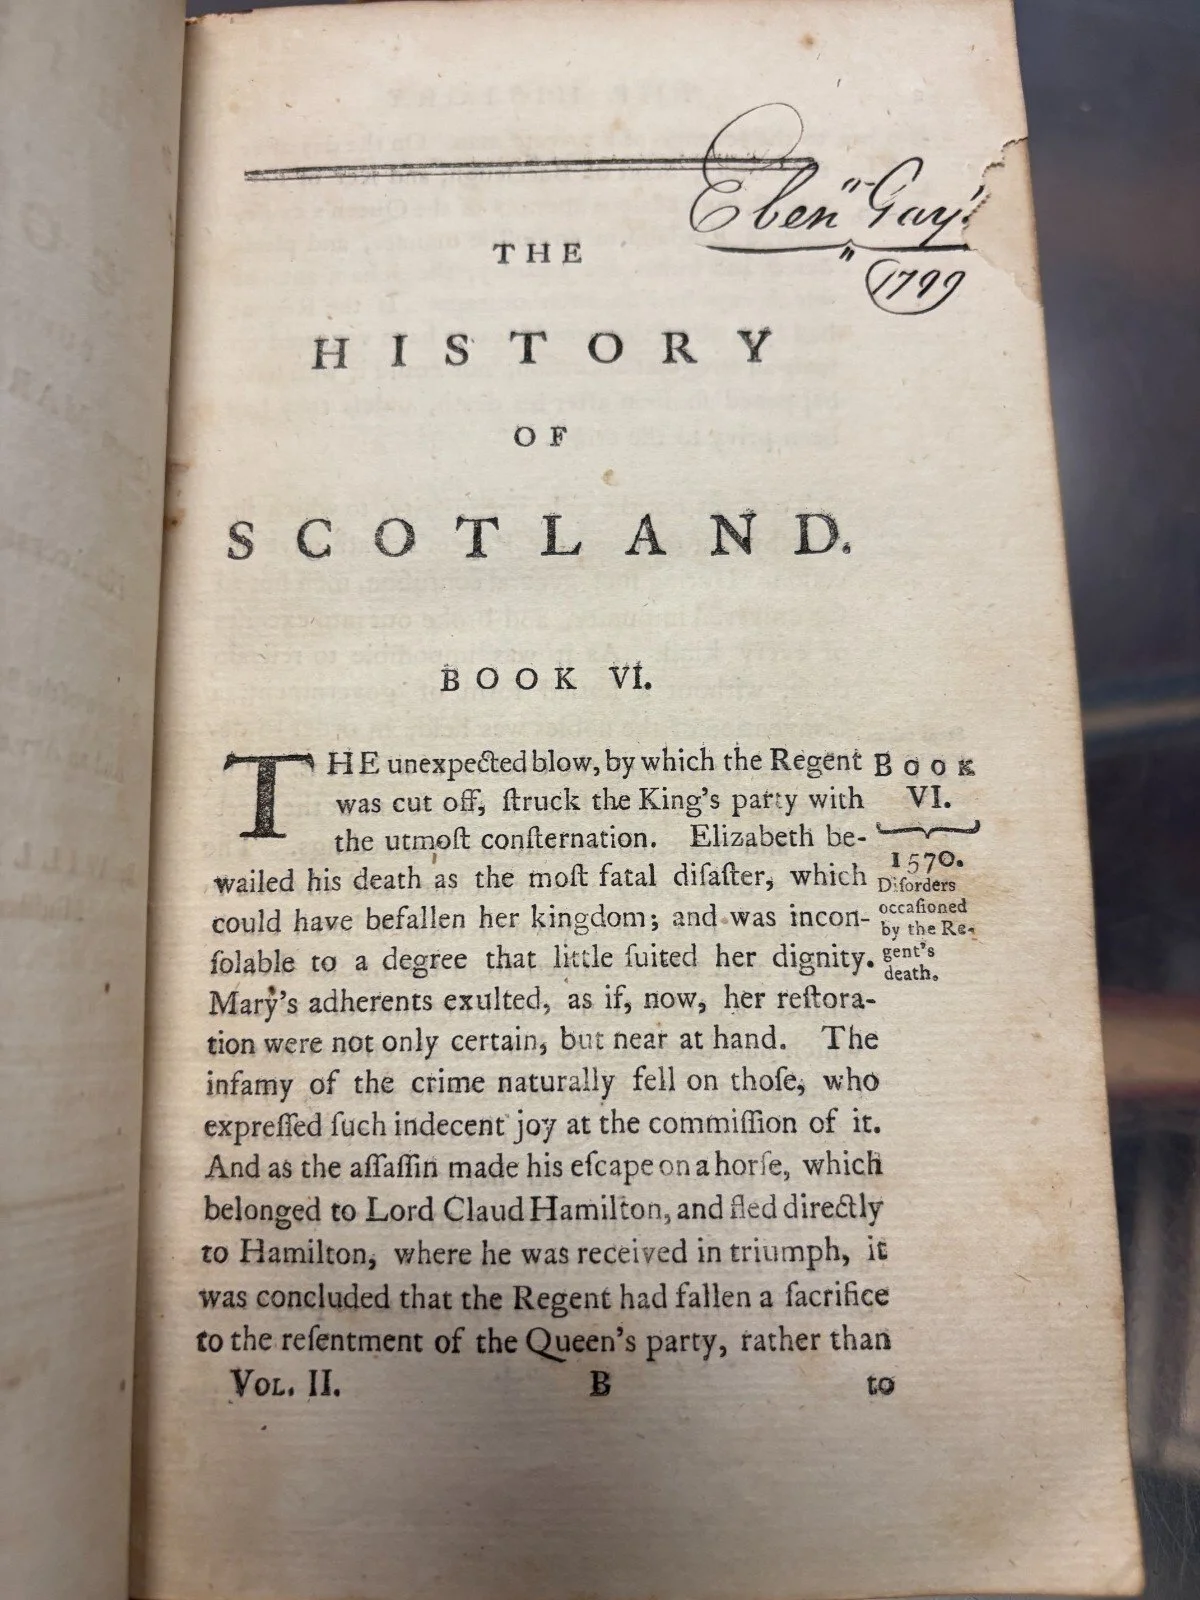 Eben" Gay'
" 1799
THE
HISTORY
OF
SCOTLAND.
BOOK VI.
THE unexpected blow, by which the Regent
was cut off, ſtruck the King's party with
the utmoſt conſternation. Elizabeth be-
wailed his death as the moſt fatal diſaſter, which
could have befallen her kingdom; and was incon-
ſolable to a degree that little ſuited her dignity.
Mary's adherents exulted, as if, now, her reſtora-
tion were not only certain, but near at hand. The
infamy of the crime naturally fell on thoſe, who
expreſſed ſuch indecent joy at the commiſſion of it.
And as the aſſaſſin made his eſcape on a horſe, which
belonged to Lord Claud Hamilton, and fled directly
to Hamilton, where he was received in triumph, it
was concluded that the Regent had fallen a ſacrifice
to the reſentment of the Queen's party, rather than
BOOK
VI.
1570.
Diſorders
occaſioned
by the Re-
gent's
death.
VOL. II. B to